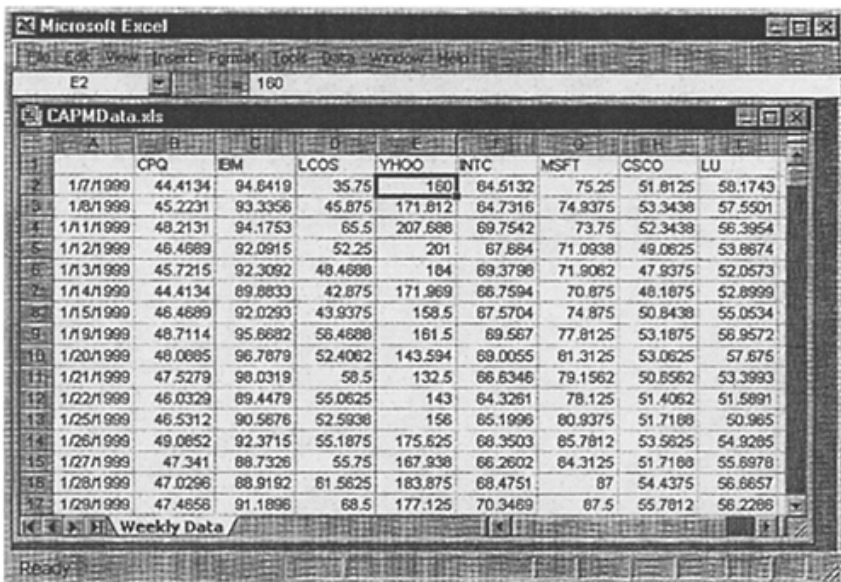 Microsoft Excel
File Edit View Insert Format Tools Data Window Help
E2 = 160
CAPMData.xls
A B C D E F G H I
1 CPQ IBM LCOS YHOO INTC MSFT CSCO LU
2 1/7/1999 44.4134 94.6419 35.75 160 64.5132 75.25 51.8125 58.1743
3 1/8/1999 45.2231 93.3356 45.875 171.812 64.7316 74.9375 53.3438 57.5501
4 1/11/1999 48.2131 94.1753 65.5 207.688 69.7542 73.75 52.3438 56.3954
5 1/12/1999 46.4689 92.0915 52.25 201 67.664 71.0938 49.0625 53.8674
6 1/13/1999 45.7215 92.3092 48.4688 184 69.3798 71.9062 47.9375 52.0573
7 1/14/1999 44.4134 89.8833 42.875 171.969 66.7594 70.875 48.1875 52.8999
8 1/15/1999 46.4689 92.0293 43.9375 158.5 67.5704 74.875 50.8438 55.0534
9 1/19/1999 48.7114 95.6682 56.4688 161.5 69.567 77.8125 53.1875 56.9572
10 1/20/1999 48.0885 96.7879 52.4062 143.594 69.0055 81.3125 53.0625 57.675
11 1/21/1999 47.5279 98.0319 58.5 132.5 66.6346 79.1562 50.6562 53.3993
12 1/22/1999 46.0329 89.4479 55.0625 143 64.3261 78.125 51.4062 51.5891
13 1/25/1999 46.5312 90.5676 52.5938 156 65.1996 80.9375 51.7188 50.965
14 1/26/1999 49.0852 92.3715 55.1875 175.625 68.3503 85.7812 53.5625 54.9285
15 1/27/1999 47.341 88.7326 55.75 167.938 66.2602 84.3125 51.7188 55.6978
16 1/28/1999 47.0296 88.9192 61.5625 183.875 68.4751 87 54.4375 56.6657
17 1/29/1999 47.4656 91.1896 68.5 177.125 70.3469 87.5 55.7812 56.2286
Weekly Data
Ready